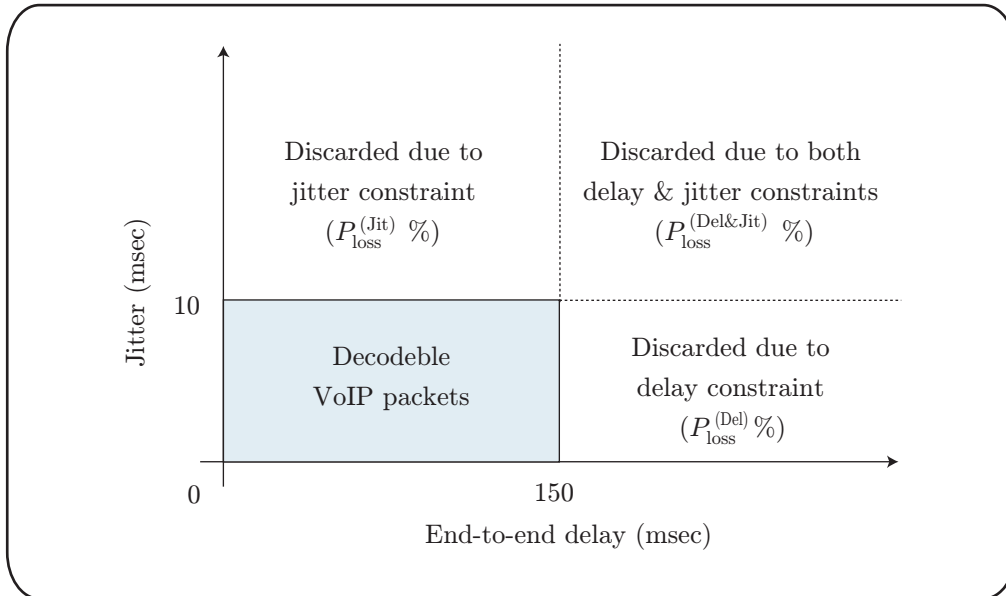 Discarded due to
jitter constraint
(P_loss^(Jit) %)
Discarded due to both
delay & jitter constraints
(P_loss^(Del&Jit) %)
Jitter (msec)
10
Decodeble
VoIP packets
Discarded due to
delay constraint
(P_loss^(Del) %)
0
150
End-to-end delay (msec)